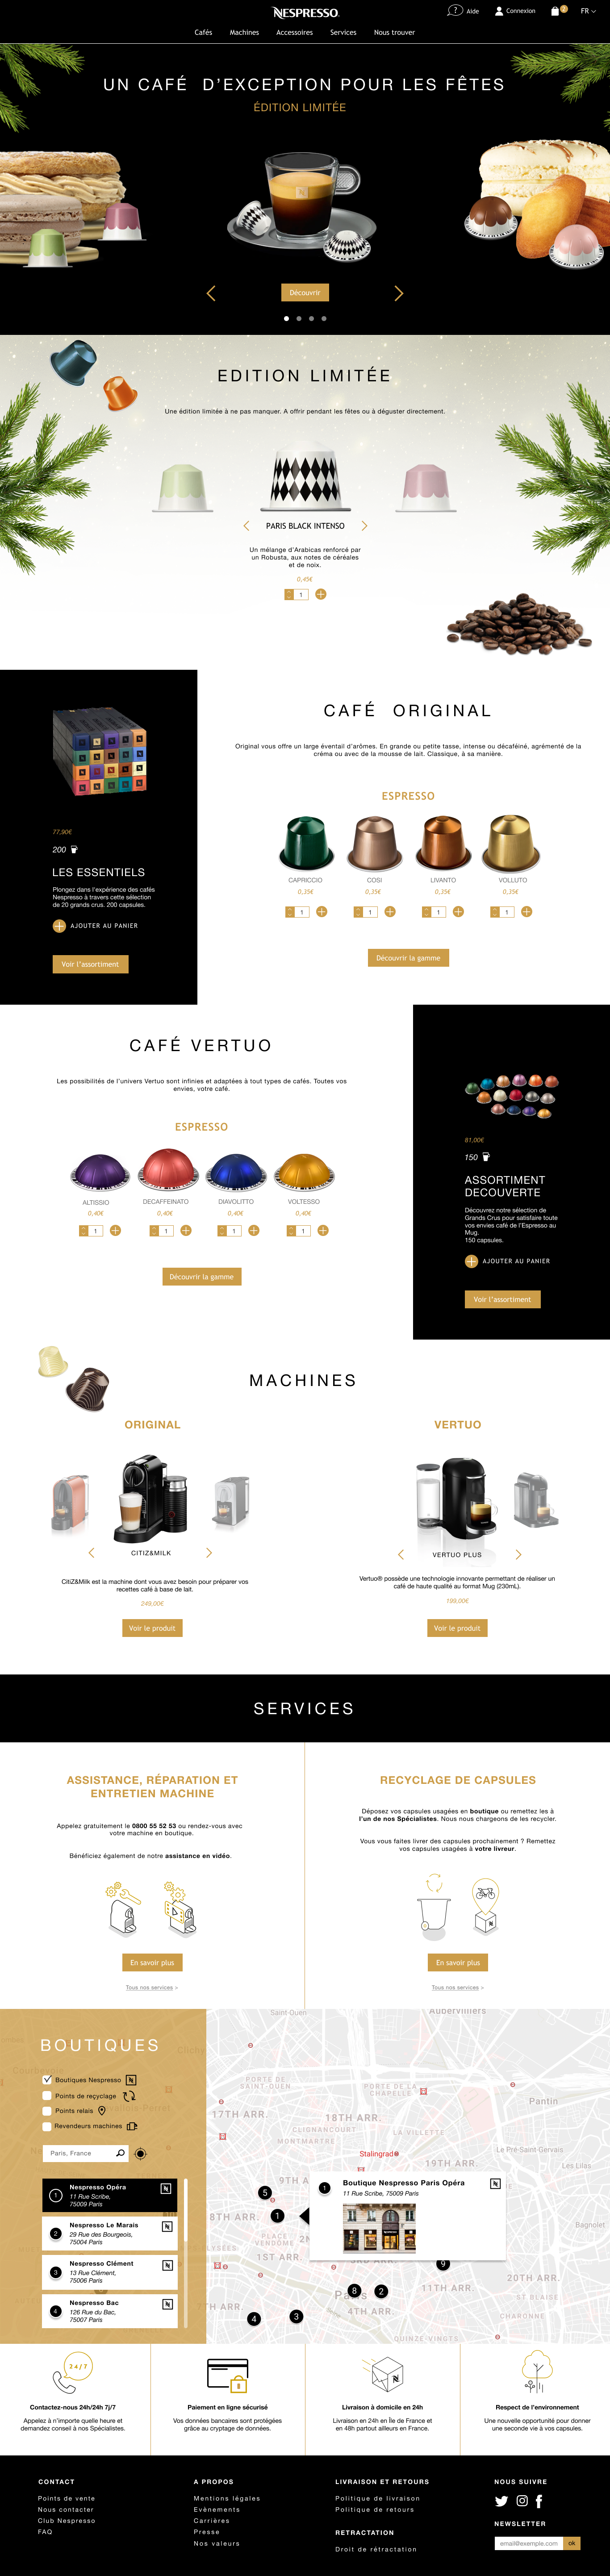 NESPRESSO
? Aide
Connexion
2
FR
Cafés
Machines
Accessoires
Services
Nous trouver
UN CAFÉ D'EXCEPTION POUR LES FÊTES
ÉDITION LIMITÉE
Découvrir
EDITION LIMITÉE
Une édition limitée à ne pas manquer. A offrir pendant les fêtes ou à déguster directement.
PARIS BLACK INTENSO
Un mélange d'Arabicas renforcé par
un Robusta, aux notes de céréales
et de noix.
0,45€
1
77,90€
200
LES ESSENTIELS
Plongez dans l'expérience des cafés
Nespresso à travers cette sélection
de 20 grands crus. 200 capsules.
AJOUTER AU PANIER
Voir l'assortiment
CAFÉ ORIGINAL
Original vous offre un large éventail d'arômes. En grande ou petite tasse, intense ou décaféiné, agrémenté de la
créma ou avec de la mousse de lait. Classique, à sa manière.
ESPRESSO
CAPRICCIO
COSI
LIVANTO
VOLLUTO
0,35€
0,35€
0,35€
0,35€
1
1
1
1
Découvrir la gamme
CAFÉ VERTUO
Les possibilités de l'univers Vertuo sont infinies et adaptées à tout types de cafés. Toutes vos
envies, votre café.
ESPRESSO
ALTISSIO
DECAFFEINATO
DIAVOLITTO
VOLTESSO
0,40€
0,40€
0,40€
0,40€
1
1
1
1
Découvrir la gamme
81,00€
150
ASSORTIMENT
DECOUVERTE
Découvrez notre sélection de
Grands Crus pour satisfaire toute
vos envies café de l'Espresso au
Mug.
150 capsules.
AJOUTER AU PANIER
Voir l'assortiment
MACHINES
ORIGINAL
CITIZ&MILK
CitiZ&Milk est la machine dont vous avez besoin pour préparer vos
recettes café à base de lait.
249,00€
Voir le produit
VERTUO
VERTUO PLUS
Vertuo® possède une technologie innovante permettant de réaliser un
café de haute qualité au format Mug (230mL).
199,00€
Voir le produit
SERVICES
ASSISTANCE, RÉPARATION ET
ENTRETIEN MACHINE
Appelez gratuitement le 0800 55 52 53 ou rendez-vous avec
votre machine en boutique.
Bénéficiez également de notre assistance en vidéo.
En savoir plus
Tous nos services >
RECYCLAGE DE CAPSULES
Déposez vos capsules usagées en boutique ou remettez les à
l'un de nos Spécialistes. Nous nous chargeons de les recycler.
Vous vous faites livrer des capsules prochainement ? Remettez
vos capsules usagées à votre livreur.
En savoir plus
Tous nos services >
BOUTIQUES
Boutiques Nespresso
Points de reçyclage
Points relais
Revendeurs machines
Paris, France
1
Nespresso Opéra
11 Rue Scribe,
75009 Paris
2
Nespresso Le Marais
29 Rue des Bourgeois,
75004 Paris
3
Nespresso Clément
13 Rue Clément,
75006 Paris
4
Nespresso Bac
126 Rue du Bac,
75007 Paris
Saint-Ouen
Aubervilliers
Clichy
PORTE DE
SAINT-OUEN
PORTE DE LA
CHAPELLE
Pantin
17TH ARR.
18TH ARR.
CLIGNANCOURT
LA VILLETTE
MONTMARTRE
Stalingrad
Le Pré-Saint-Gervais
19TH ARR.
Les Lilas
9TH A
5
1
8TH ARR.
PLACE
VENDÔME
1ST ARR.
1
Boutique Nespresso Paris Opéra
11 Rue Scribe, 75009 Paris
Bagnolet
3RD ARR.
9
20TH ARR.
11TH ARR.
8
2
ST BLAISE
7TH ARR.
4TH ARR.
CHARONNE
4
3
QUINZE-VINGTS
24/7
Contactez-nous 24h/24h 7j/7
Appelez à n'importe quelle heure et
demandez conseil à nos Spécialistes.
Paiement en ligne sécurisé
Vos données bancaires sont protégées
grâce au cryptage de données.
Livraison à domicile en 24h
Livraison en 24h en Île de France et
en 48h partout ailleurs en France.
Respect de l'environnement
Une nouvelle opportunité pour donner
une seconde vie à vos capsules.
CONTACT
Points de vente
Nous contacter
Club Nespresso
FAQ
A PROPOS
Mentions légales
Evènements
Carrières
Presse
Nos valeurs
LIVRAISON ET RETOURS
Politique de livraison
Politique de retours
RETRACTATION
Droit de rétractation
NOUS SUIVRE
NEWSLETTER
email@exemple.com
ok